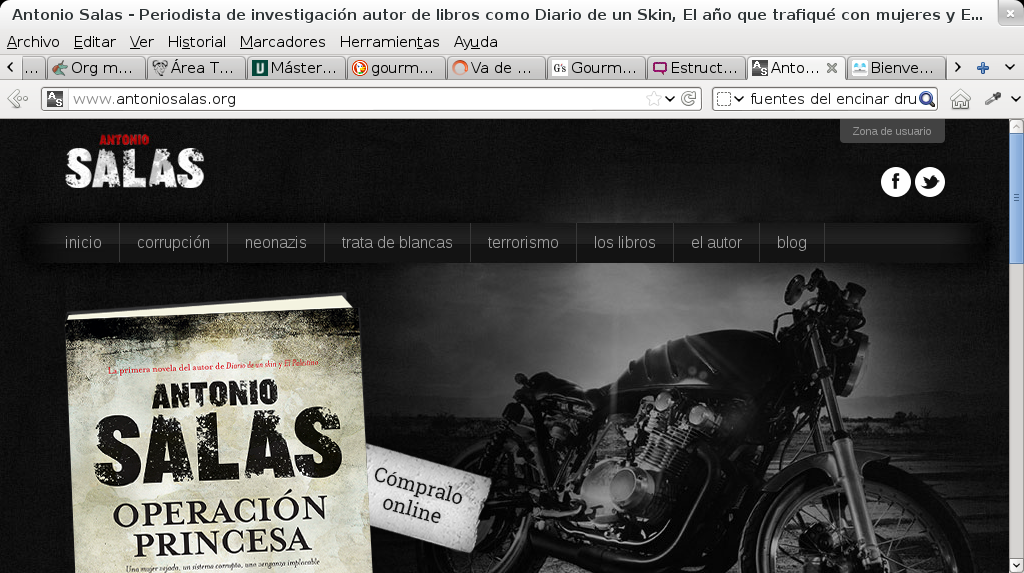 Antonio Salas - Periodista de investigación autor de libros como Diario de un Skin, El año que trafiqué con mujeres y E...
Archivo Editar Ver Historial Marcadores Herramientas Ayuda
... Org m... Área T... Máster... gourm... Va de ... Gourm... Estruct... Anto... Bienve...
www.antoniosalas.org fuentes del encinar dru
Zona de usuario
ANTONIO
SALAS
inicio corrupción neonazis trata de blancas terrorismo los libros el autor blog
La primera novela del autor de Diario de un skin y El Palestino
ANTONIO
SALAS
OPERACIÓN
PRINCESA
Una mujer vejada, un sistema corrupto, una venganza implacable
Cómpralo
online